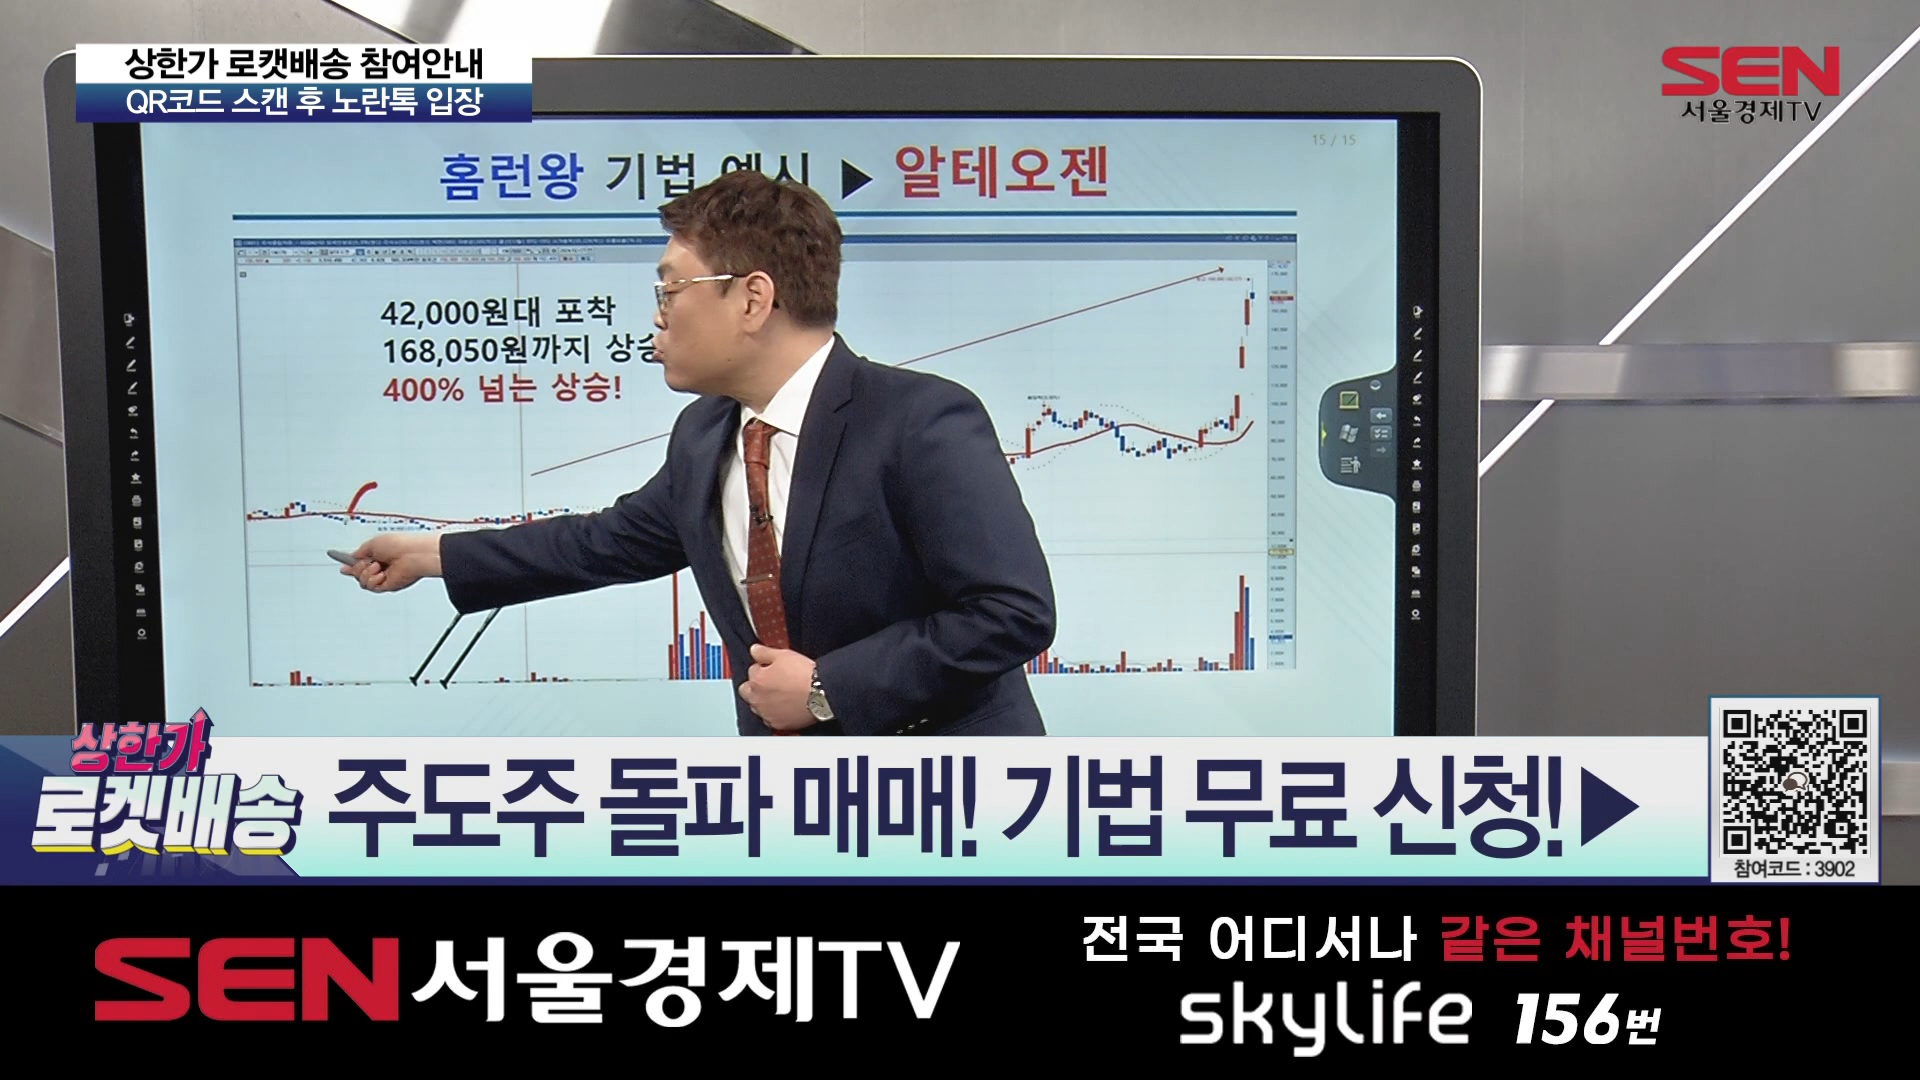 상한가 로캣배송 참여안내
QR코드 스캔 후 노란톡 입장
SEN
서울경제TV
15 / 15
홈런왕 기법 예시 ▶ 알테오젠
42,000원대 포착
168,050원까지 상승
400% 넘는 상승!
상한가
로켓배송
주도주 돌파 매매! 기법 무료 신청!▶
참여코드 : 3902
SEN서울경제TV
전국 어디서나 같은 채널번호!
skylife 156번